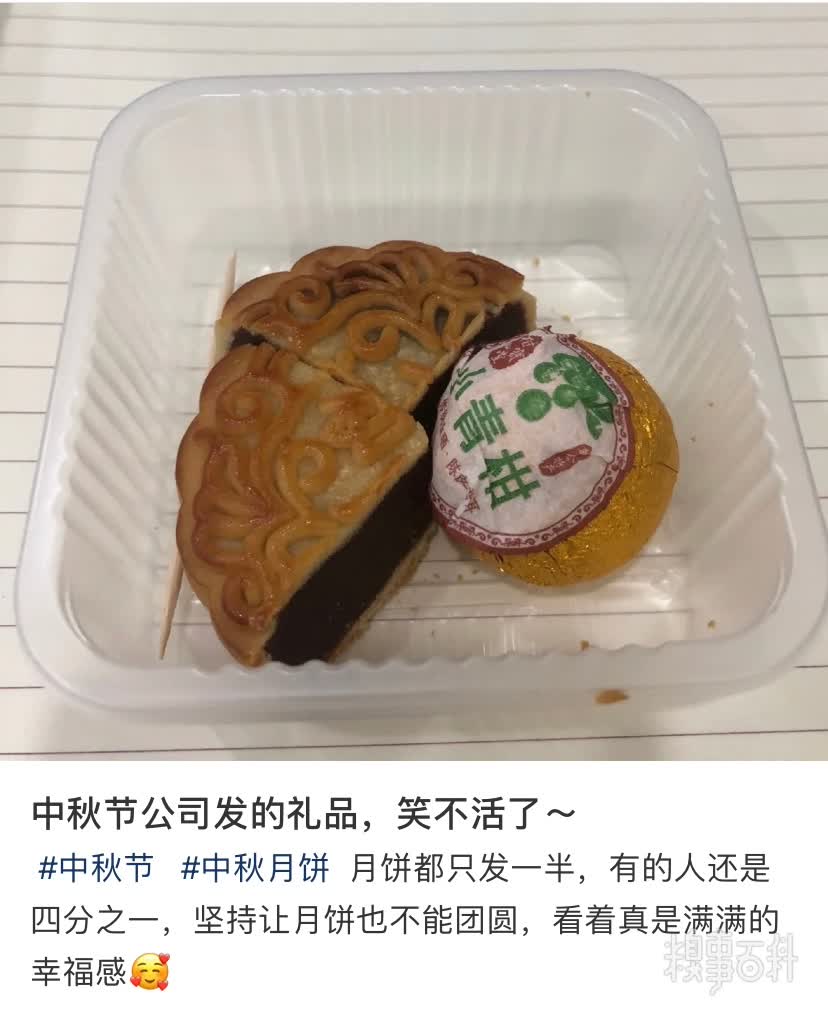 小青柑
中秋节公司发的礼品，笑不活了～
#中秋节 #中秋月饼 月饼都只发一半，有的人还是
四分之一，坚持让月饼也不能团圆，看着真是满满的
幸福感🥰
糗事百科